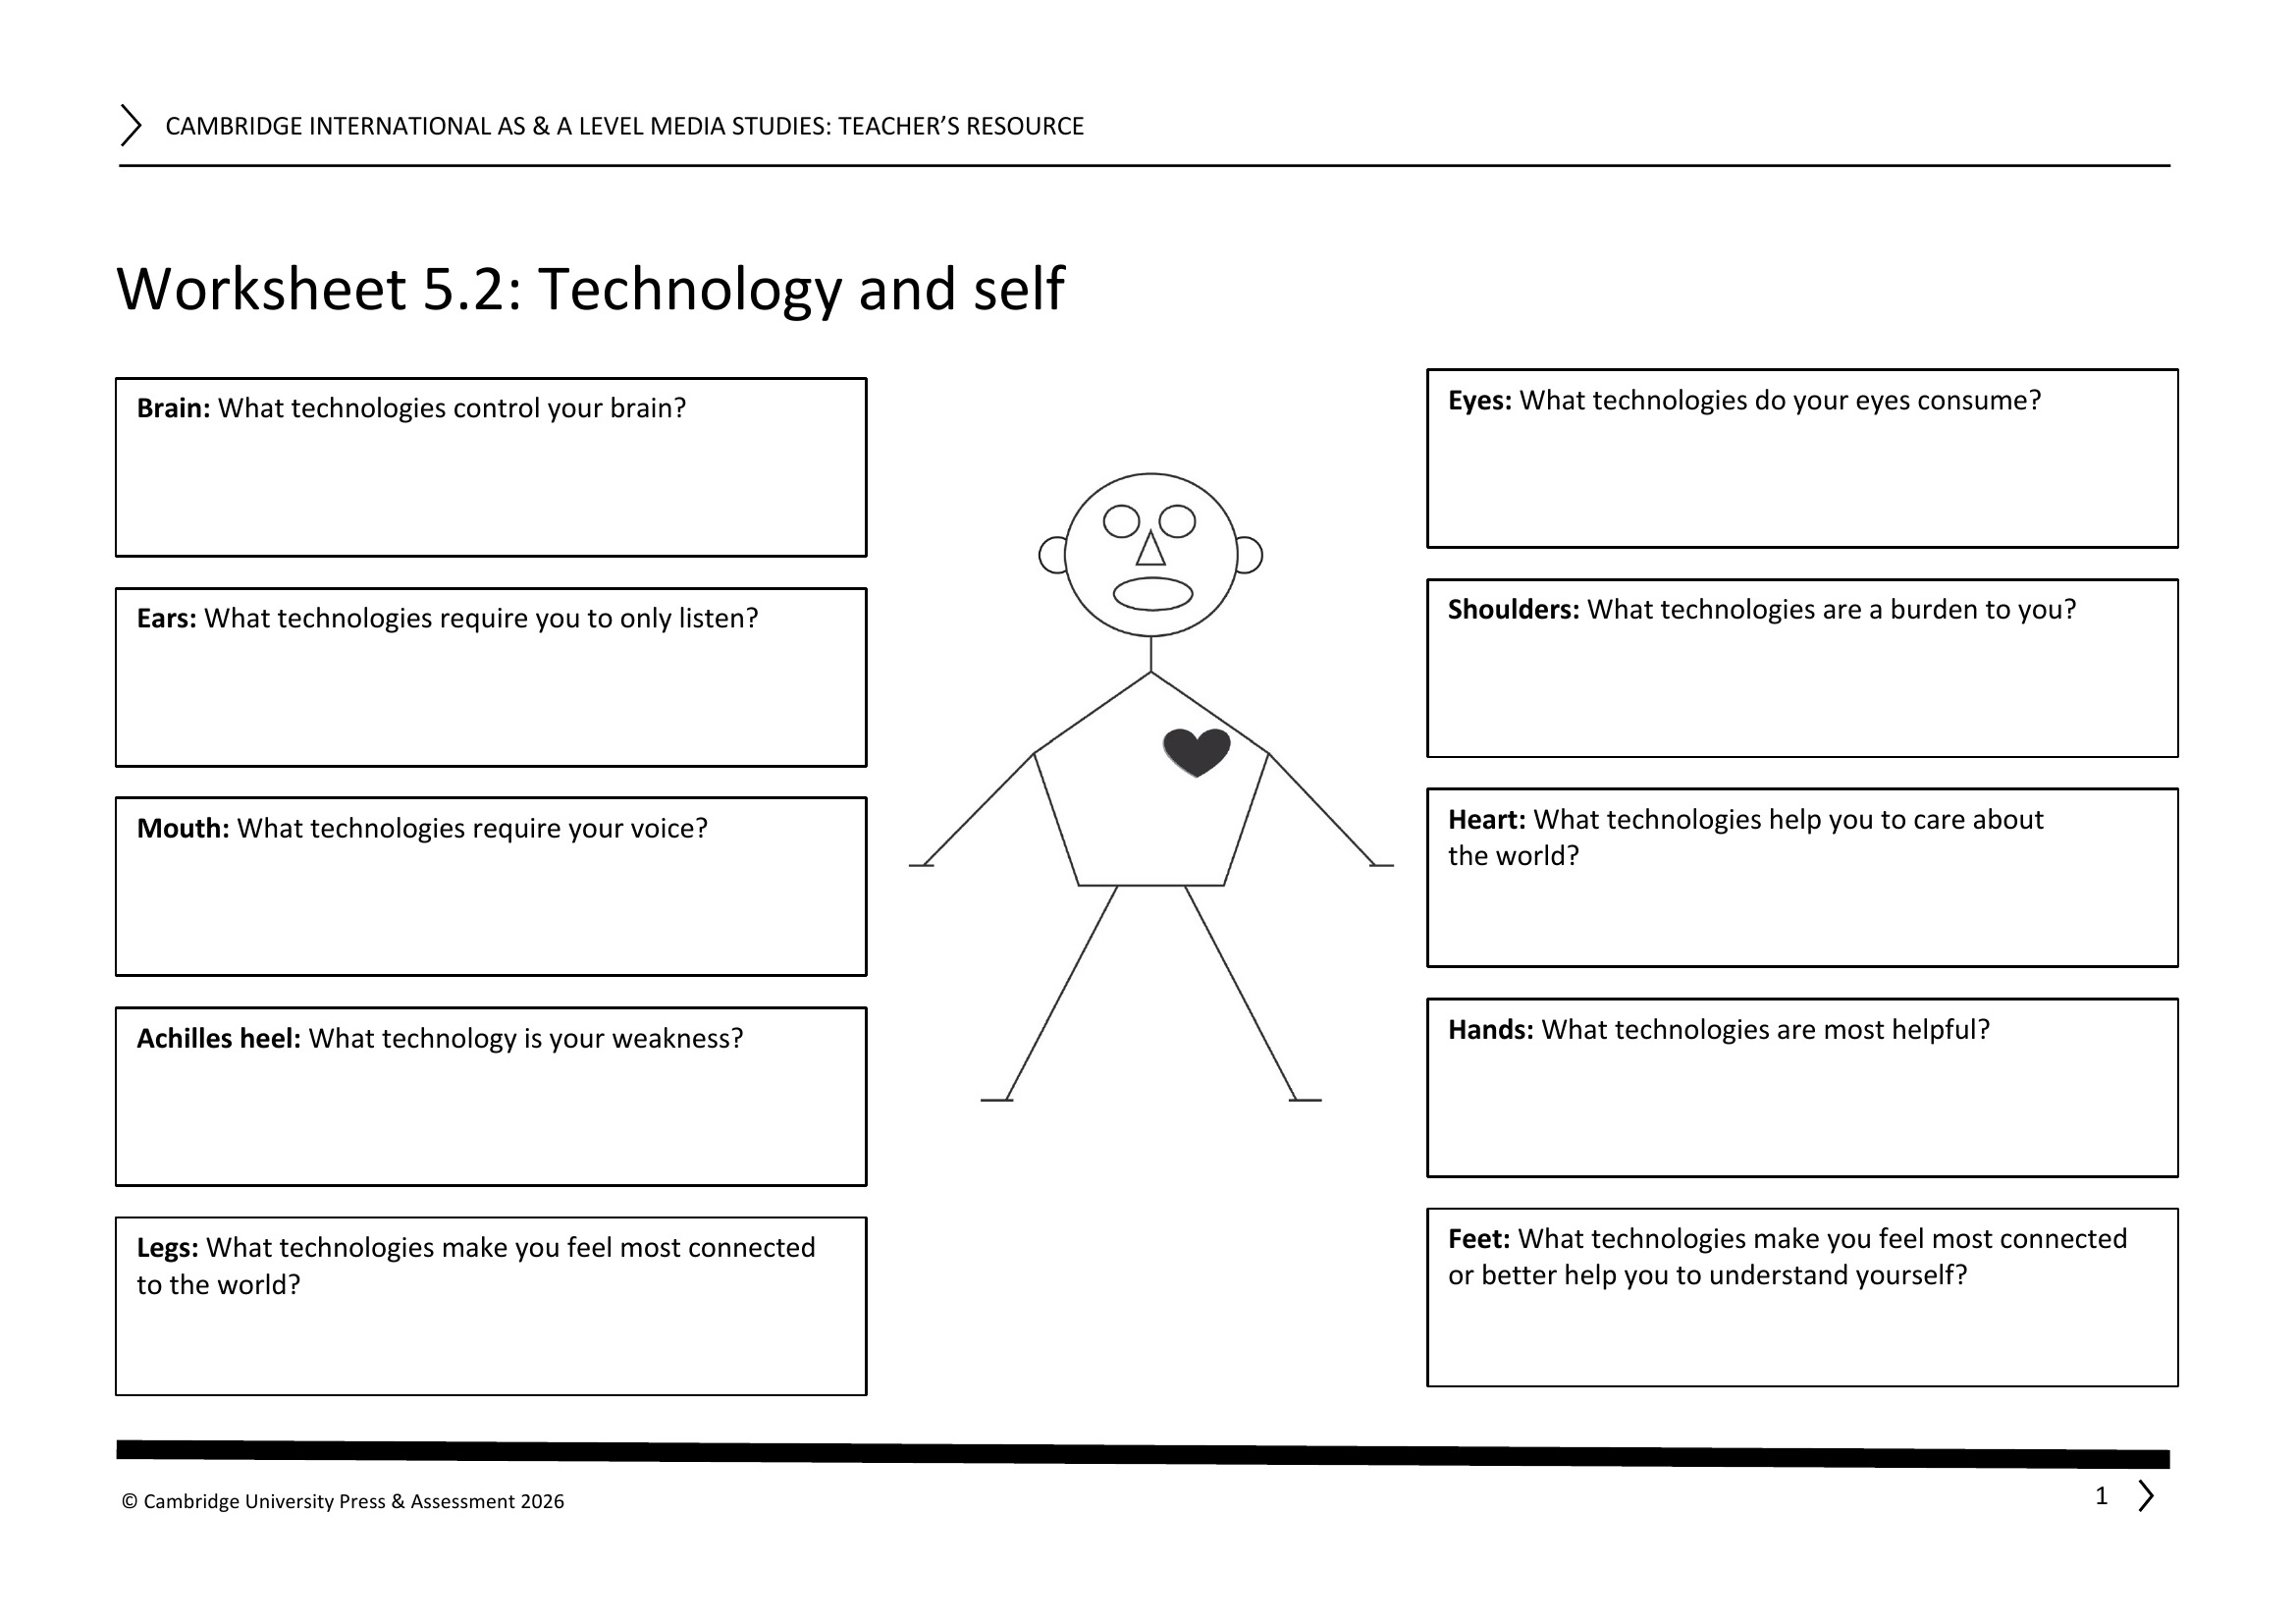 CAMBRIDGE INTERNATIONAL AS & A LEVEL MEDIA STUDIES: TEACHER’S RESOURCE
Worksheet 5.2: Technology and self
Brain: What technologies control your brain?
Ears: What technologies require you to only listen?
Mouth: What technologies require your voice?
Achilles heel: What technology is your weakness?
Legs: What technologies make you feel most connected
to the world?
Eyes: What technologies do your eyes consume?
Shoulders: What technologies are a burden to you?
Heart: What technologies help you to care about
the world?
Hands: What technologies are most helpful?
Feet: What technologies make you feel most connected
or better help you to understand yourself?
© Cambridge University Press & Assessment 2026
1